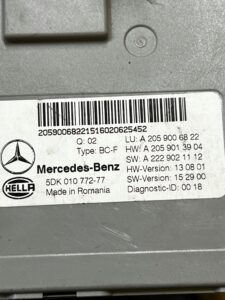 20590068221516020625452
Q: 02 LU: A 205 900 68 22
Type: BC-F HW: A 205 901 39 04
Mercedes-Benz SW: A 222 902 11 12
HELLA 5DK 010 772-77 HW-Version: 13 08 01
Made in Romania SW-Version: 15 29 00
Diagnostic-ID: 00 18